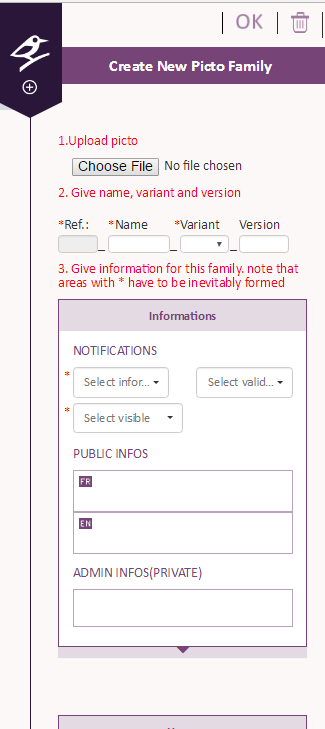 OK
Create New Picto Family
1.Upload picto
Choose File No file chosen
2. Give name, variant and version
*Ref.: *Name *Variant Version
_ _ _
3. Give information for this family. note that
areas with * have to be inevitably formed
Informations
NOTIFICATIONS
* Select infor... Select valid...
* Select visible
PUBLIC INFOS
FR
EN
ADMIN INFOS(PRIVATE)